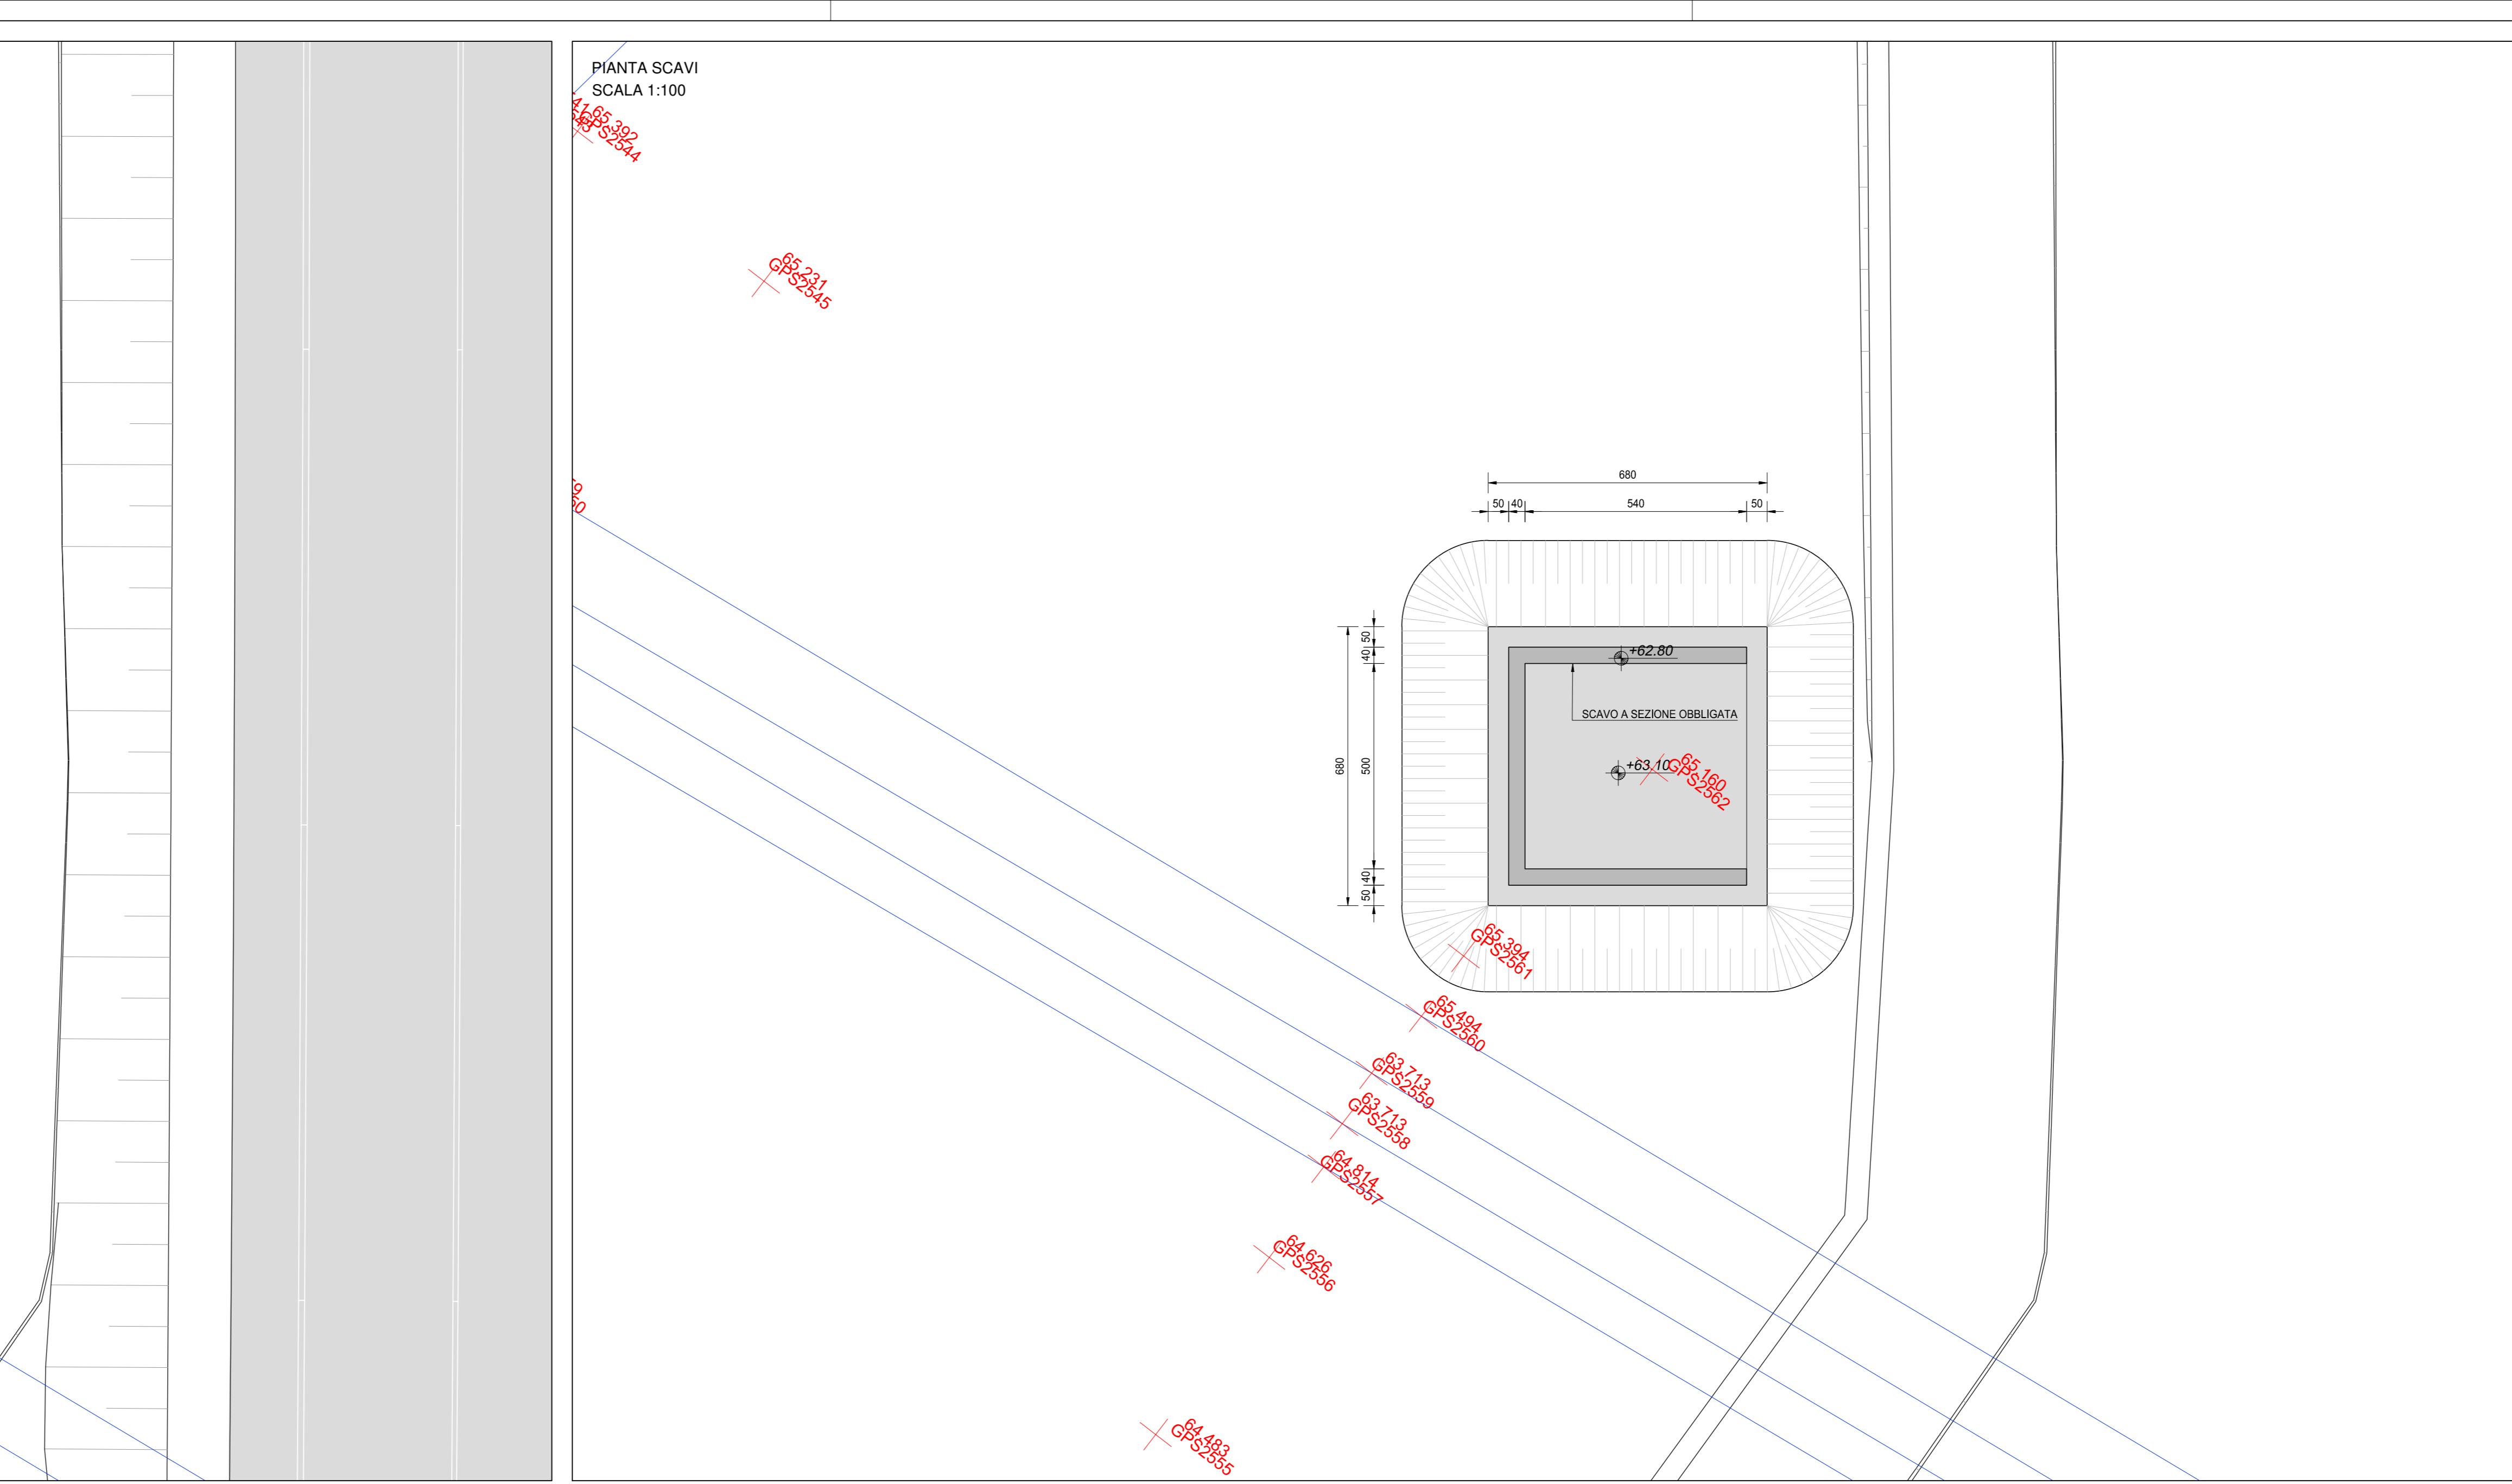 PIANTA SCAVI
SCALA 1:100
65.392
GPS2544
65.231
GPS2545
680
50
40
540
50
50
40
680
500
40
50
+62.80
SCAVO A SEZIONE OBBLIGATA
+63.10
65.160
GPS2562
65.394
GPS2561
65.494
GPS2560
63.713
GPS2559
63.713
GPS2558
64.814
GPS2557
64.626
GPS2556
64.483
GPS2555